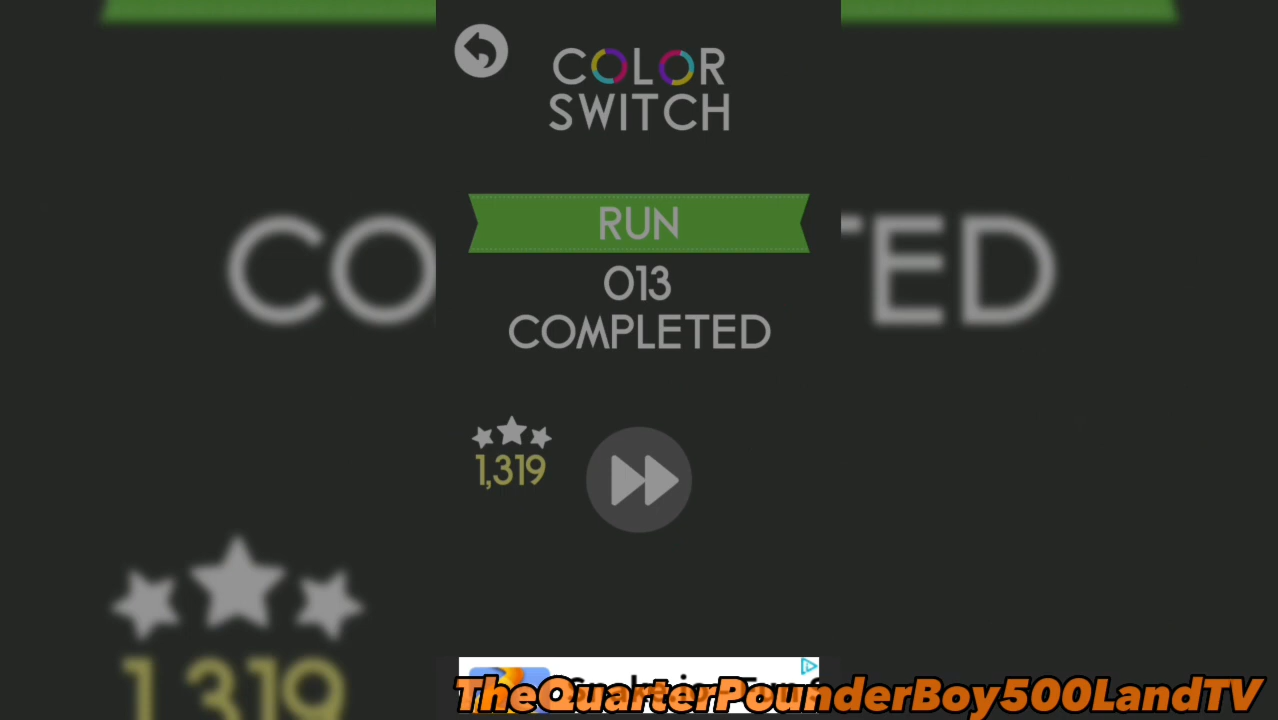 COLOR
SWITCH
RUN
013
COMPLETED
1,319
TheQuarterPounderBoy500LandTV